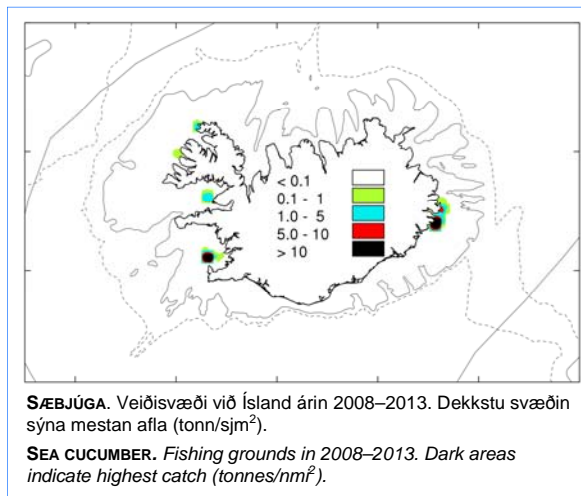 < 0.1
0.1 - 1
1.0 - 5
5.0 - 10
> 10
SÆBJÚGA. Veiðisvæði við Ísland árin 2008–2013. Dekkstu svæðin
sýna mestan afla (tonn/sjm²).
SEA CUCUMBER. Fishing grounds in 2008–2013. Dark areas
indicate highest catch (tonnes/nmi²).